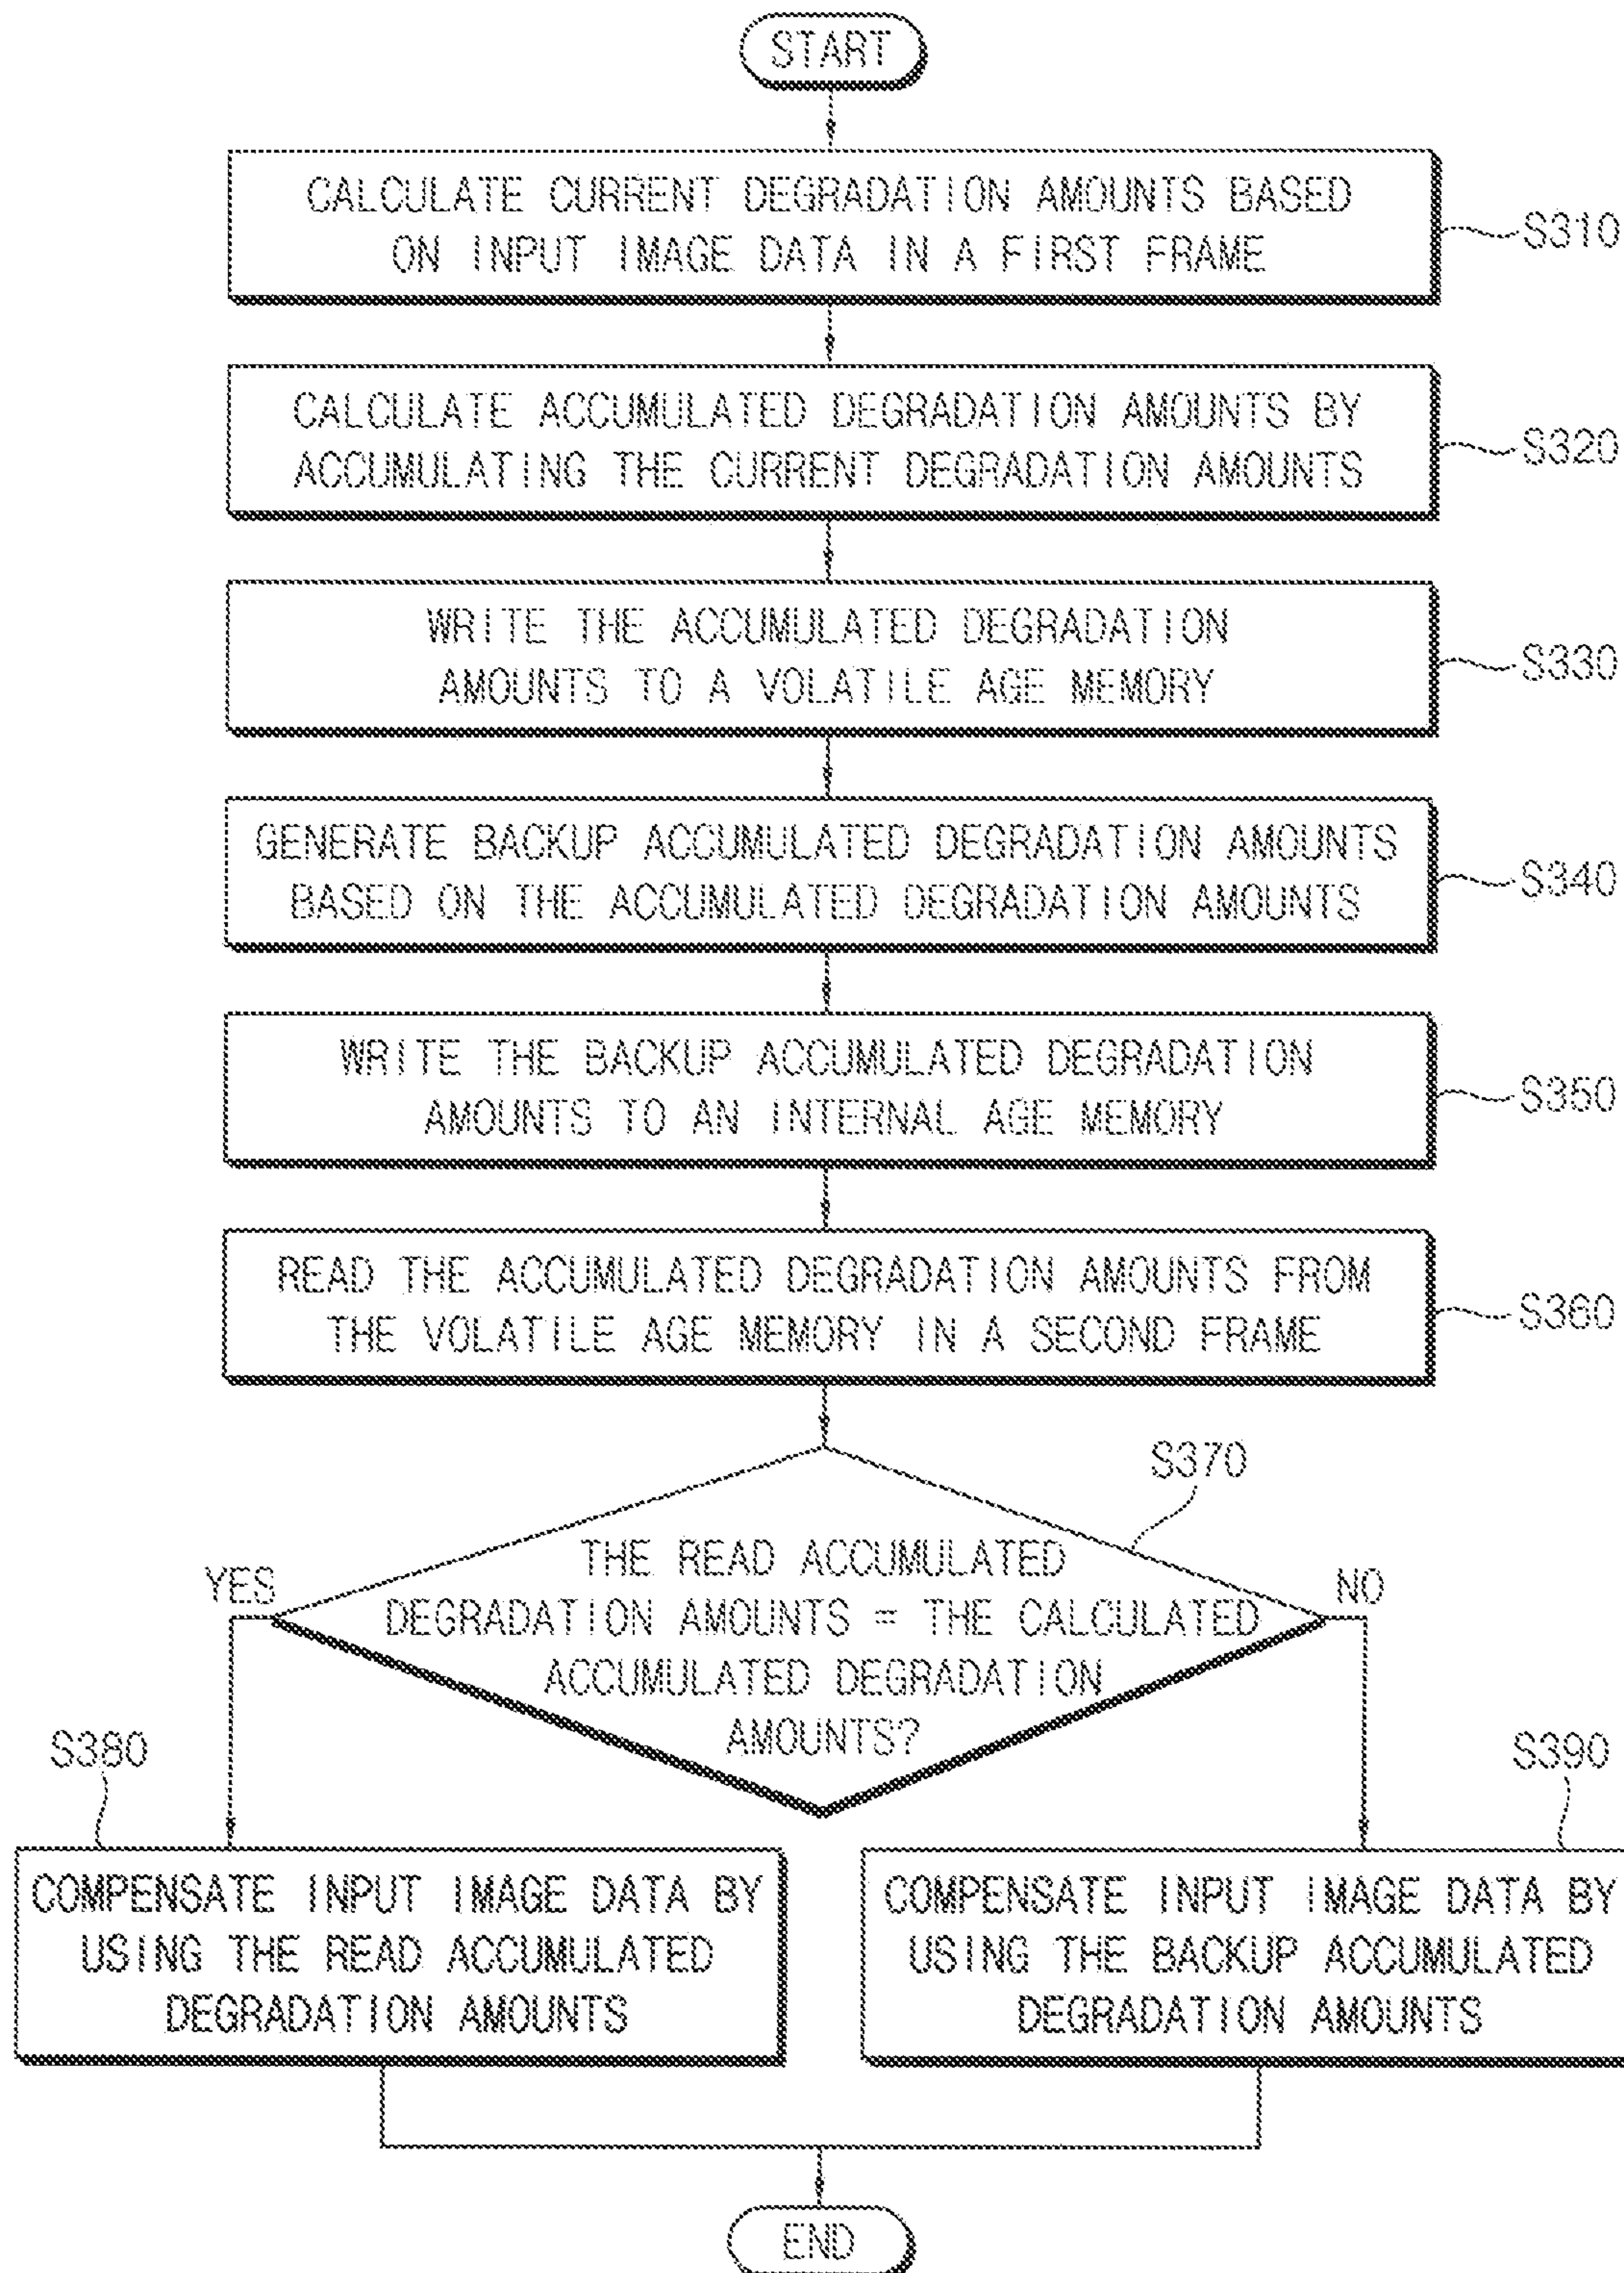 START
CALCULATE CURRENT DEGRADATION AMOUNTS BASED
ON INPUT IMAGE DATA IN A FIRST FRAME
S310
CALCULATE ACCUMULATED DEGRADATION AMOUNTS BY
ACCUMULATING THE CURRENT DEGRADATION AMOUNTS
S320
WRITE THE ACCUMULATED DEGRADATION
AMOUNTS TO A VOLATILE AGE MEMORY
S330
GENERATE BACKUP ACCUMULATED DEGRADATION AMOUNTS
BASED ON THE ACCUMULATED DEGRADATION AMOUNTS
S340
WRITE THE BACKUP ACCUMULATED DEGRADATION
AMOUNTS TO AN INTERNAL AGE MEMORY
S350
READ THE ACCUMULATED DEGRADATION AMOUNTS FROM
THE VOLATILE AGE MEMORY IN A SECOND FRAME
S360
S370
THE READ ACCUMULATED
DEGRADATION AMOUNTS = THE CALCULATED
ACCUMULATED DEGRADATION
AMOUNTS?
YES
NO
S380
COMPENSATE INPUT IMAGE DATA BY
USING THE READ ACCUMULATED
DEGRADATION AMOUNTS
S390
COMPENSATE INPUT IMAGE DATA BY
USING THE BACKUP ACCUMULATED
DEGRADATION AMOUNTS
END